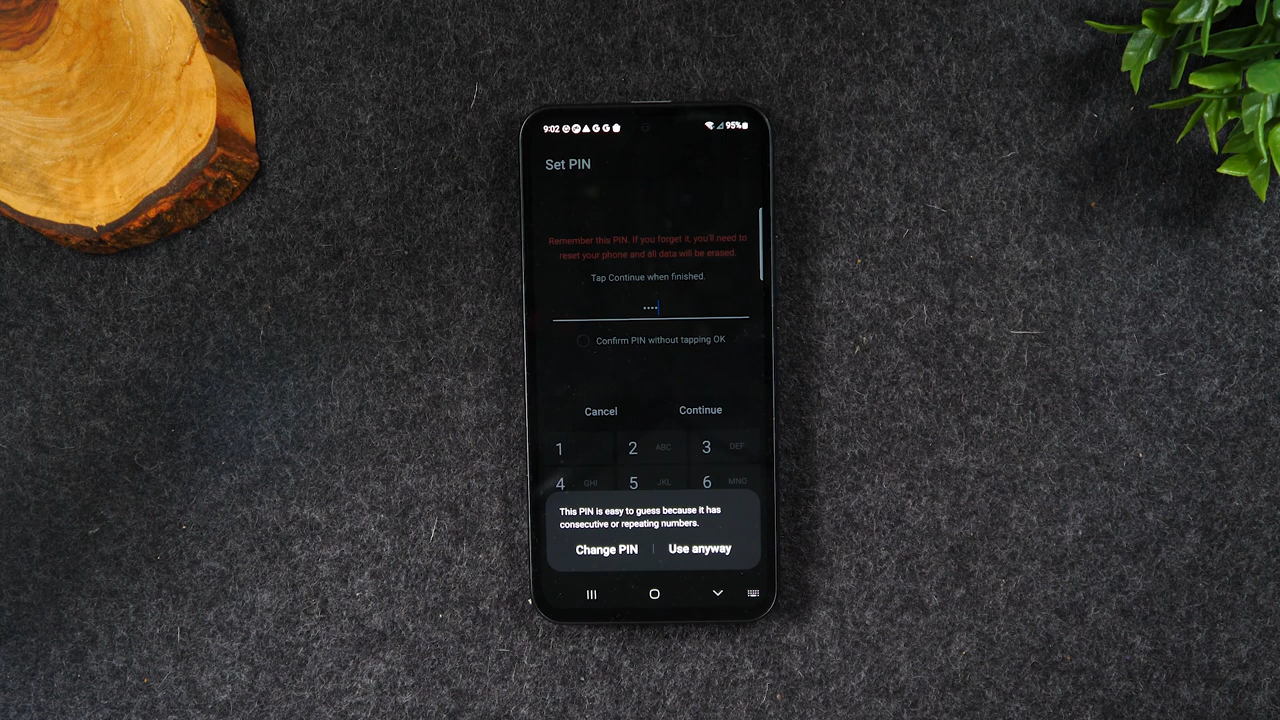 9:02 95%
Set PIN
Remember this PIN. If you forget it, you'll need to
reset your phone and all data will be erased.
Tap Continue when finished.
Confirm PIN without tapping OK
Cancel Continue
1 2 ABC 3 DEF
4 GHI 5 JKL 6 MNO
This PIN is easy to guess because it has
consecutive or repeating numbers.
Change PIN | Use anyway